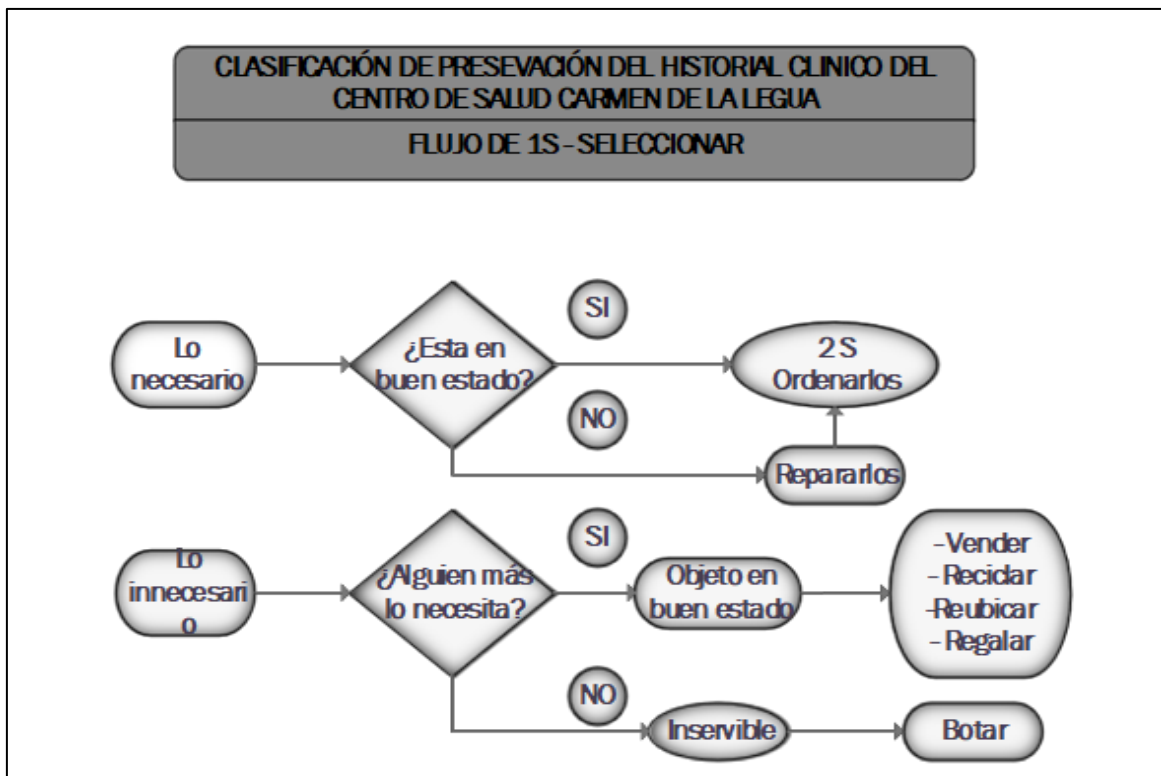 CLASIFICACIÓN DE PRESEVACIÓN DEL HISTORIAL CLINICO DEL
CENTRO DE SALUD CARMEN DE LA LEGUA
FLUJO DE 1S - SELECCIONAR
Lo
necesario
¿Esta en
buen estado?
SI
NO
2 S
Ordenarlos
Repararlos
Lo
innecesari
o
¿Alguien más
lo necesita?
SI
NO
Objeto en
buen estado
- Vender
- Reciclar
-Reubicar
- Regalar
Inservible
Botar